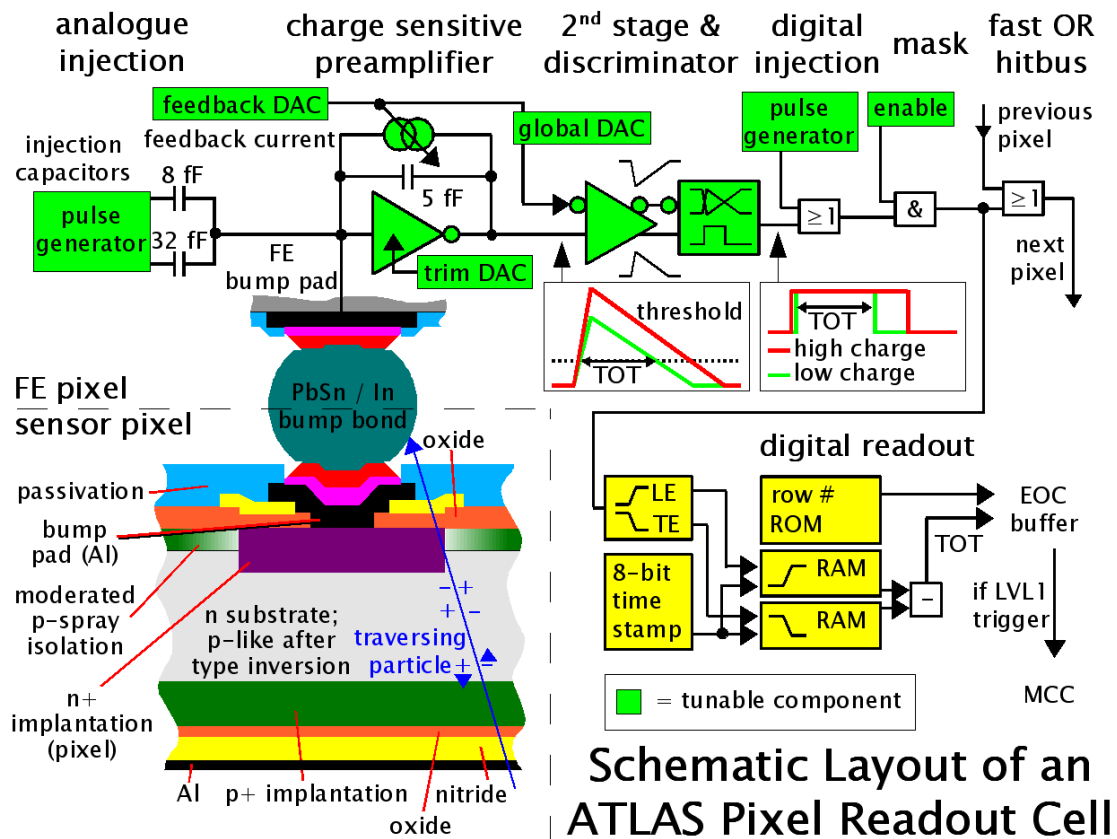 analogue
injection
charge sensitive
preamplifier
2nd stage &
discriminator
digital
injection
mask
fast OR
hitbus
feedback DAC
feedback current
global DAC
pulse
generator
enable
previous
pixel
injection
capacitors
8 fF
pulse
generator
32 fF
5 fF
≥1
&
≥1
FE
bump pad
trim DAC
next
pixel
threshold
TOT
TOT
high charge
low charge
FE pixel
sensor pixel
PbSn / In
bump bond
oxide
passivation
bump
pad (Al)
moderated
p-spray
isolation
n+
implantation
(pixel)
n substrate;
p-like after
type inversion
traversing
particle
- +
+ -
+ -
Al
p+ implantation
nitride
oxide
digital readout
LE
TE
row #
ROM
EOC
buffer
TOT
8-bit
time
stamp
RAM
RAM
-
if LVL1
trigger
MCC
= tunable component
Schematic Layout of an
ATLAS Pixel Readout Cell